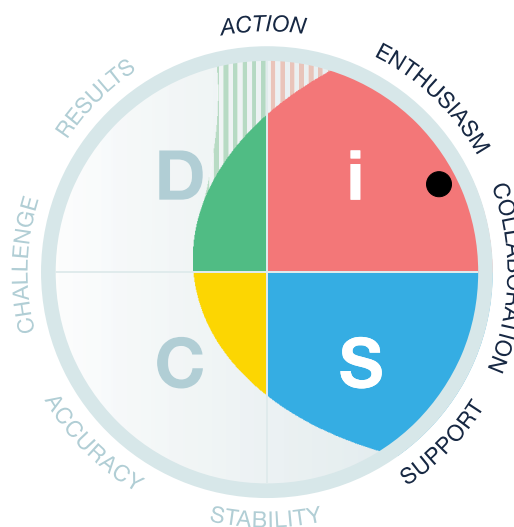 ACTION
ENTHUSIASM
COLLABORATION
SUPPORT
STABILITY
ACCURACY
CHALLENGE
RESULTS
D
i
C
S